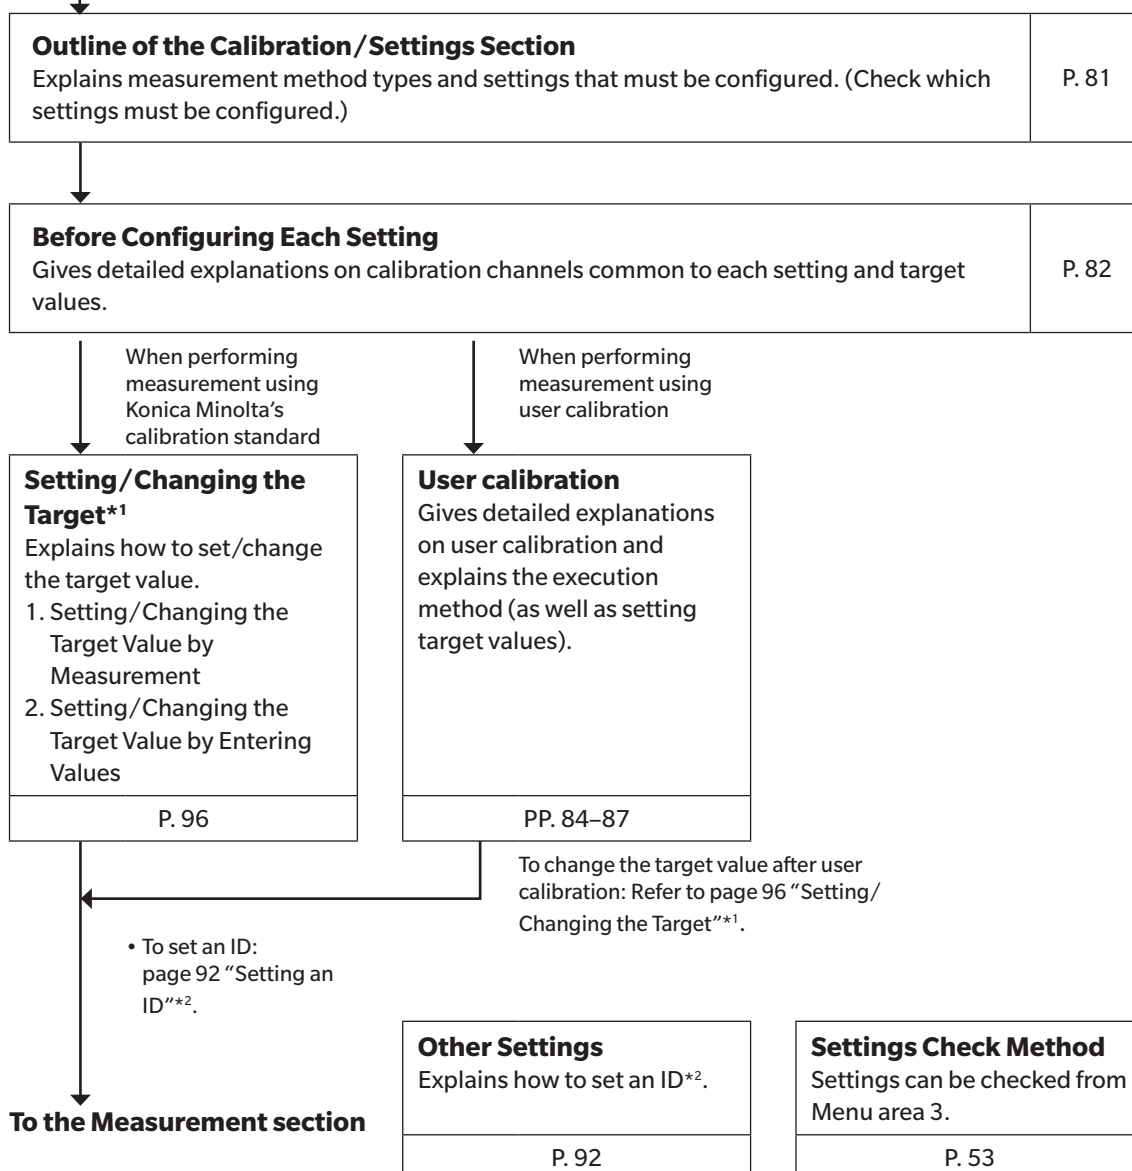 Outline of the Calibration/Settings Section
Explains measurement method types and settings that must be configured. (Check which
settings must be configured.)
P. 81
Before Configuring Each Setting
Gives detailed explanations on calibration channels common to each setting and target
values.
P. 82
When performing
measurement using
Konica Minolta's
calibration standard
When performing
measurement using
user calibration
Setting/Changing the
Target*1
Explains how to set/change
the target value.
1. Setting/Changing the
Target Value by
Measurement
2. Setting/Changing the
Target Value by Entering
Values
P. 96
User calibration
Gives detailed explanations
on user calibration and
explains the execution
method (as well as setting
target values).
PP. 84–87
To change the target value after user
calibration: Refer to page 96 “Setting/
Changing the Target”*1.
• To set an ID:
page 92 “Setting an
ID”*2.
To the Measurement section
Other Settings
Explains how to set an ID*2.
P. 92
Settings Check Method
Settings can be checked from
Menu area 3.
P. 53